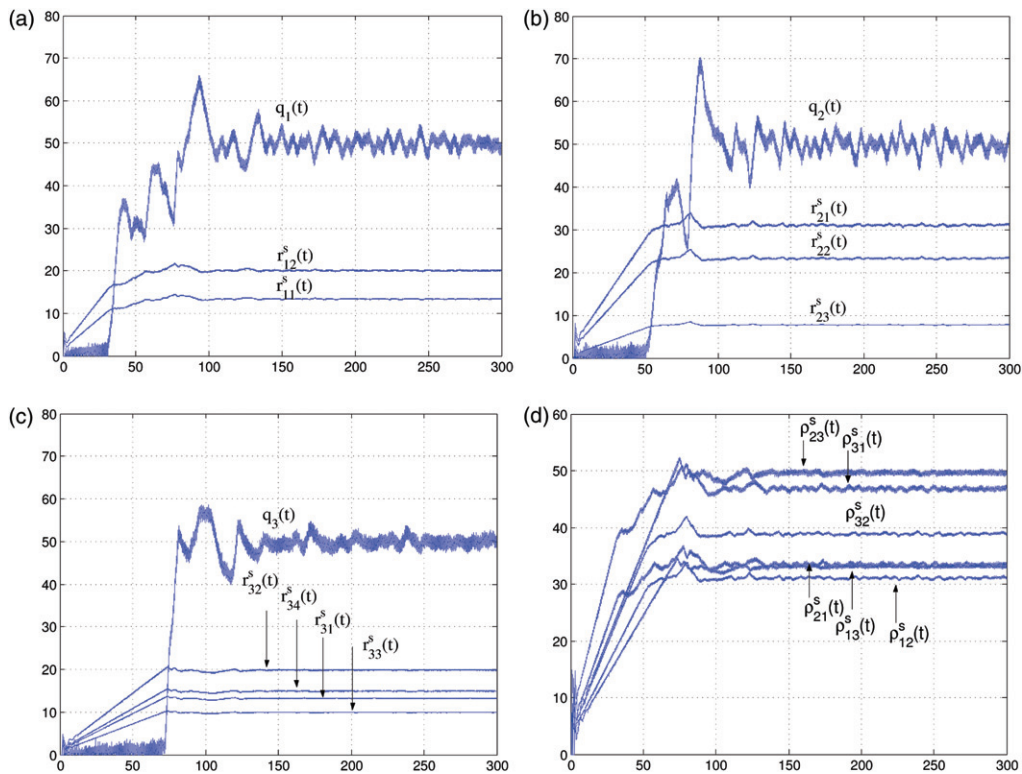 (a)
80
70
60
50
40
30
20
10
0
q₁(t)
rˢ₁₂(t)
rˢ₁₁(t)
0 50 100 150 200 250 300
(b)
80
70
60
50
40
30
20
10
0
q₂(t)
rˢ₂₁(t)
rˢ₂₂(t)
rˢ₂₃(t)
0 50 100 150 200 250 300
(c)
80
70
60
50
40
30
20
10
0
q₃(t)
rˢ₃₂(t)
rˢ₃₄(t)
rˢ₃₁(t)
rˢ₃₃(t)
0 50 100 150 200 250 300
(d)
60
50
40
30
20
10
0
ρˢ₂₃(t)
ρˢ₃₁(t)
ρˢ₃₂(t)
ρˢ₂₁(t)
ρˢ₁₃(t)
ρˢ₁₂(t)
0 50 100 150 200 250 300